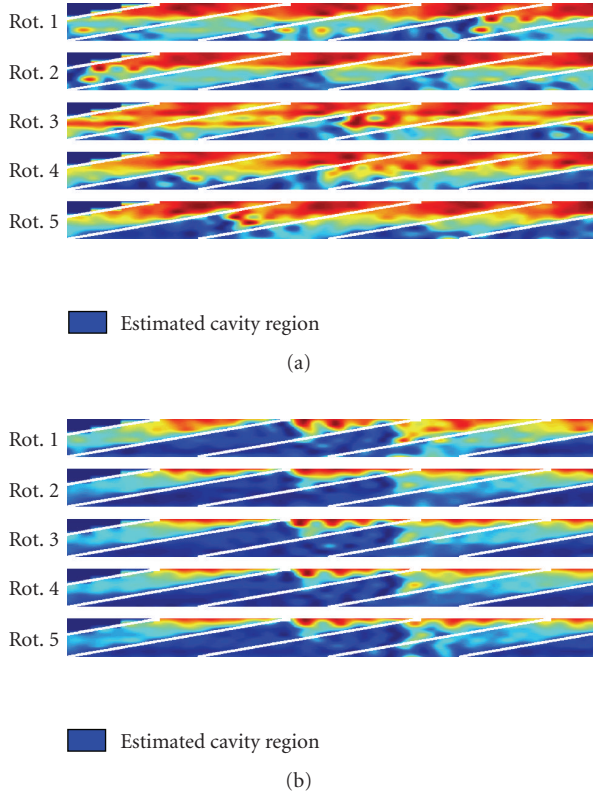 Rot. 1
Rot. 2
Rot. 3
Rot. 4
Rot. 5
Estimated cavity region
(a)
Rot. 1
Rot. 2
Rot. 3
Rot. 4
Rot. 5
Estimated cavity region
(b)